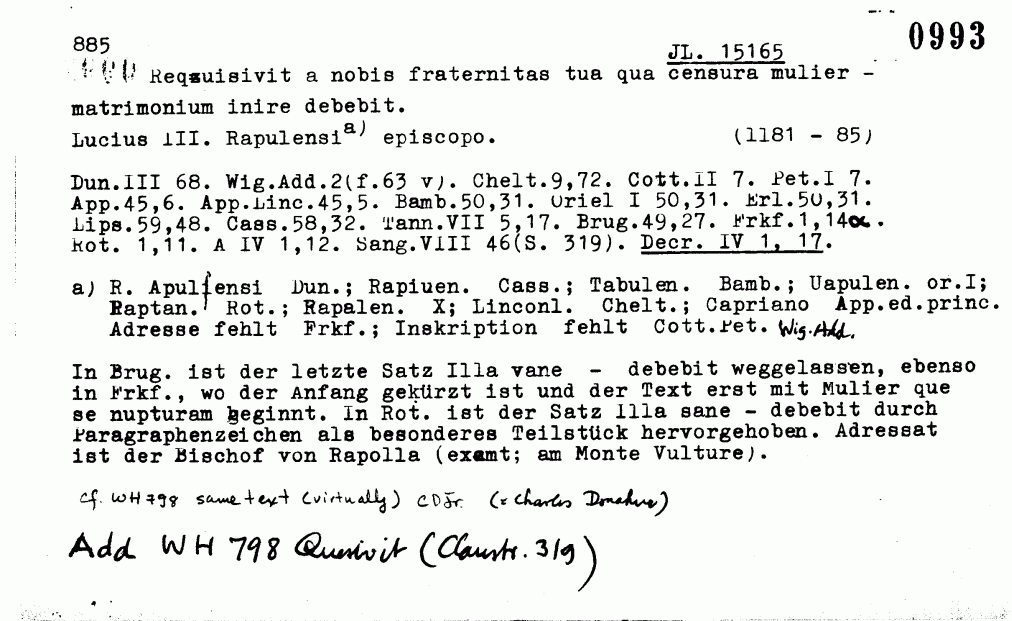 0993
885 JL. 15165
Reqsuisivit a nobis fraternitas tua qua censura mulier -
matrimonium inire debebit.
Lucius III. Rapulensi a) episcopo. (1181 - 85)
Dun.III 68. Wig.Add.2(f.63 v). Chelt.9,72. Cott.II 7. Pet.I 7.
App.45,6. App.Linc.45,5. Bamb.50,31. Oriel I 50,31. Erl.50,31.
Lips.59,48. Cass.58,32. Tann.VII 5,17. Brug.49,27. Frkf.1,14α.
Rot. 1,11. A IV 1,12. Sang.VIII 46(S. 319). Decr. IV 1, 17.
a) R. Apulfensi Dun.; Rapiuen. Cass.; Tabulen. Bamb.; Uapulen. or.I;
Raptan. Rot.; Rapalen. X; Linconl. Chelt.; Capriano App.ed.princ.
Adresse fehlt Frkf.; Inskription fehlt Cott.Pet. Wig.Add.
In Brug. ist der letzte Satz Illa vane - debebit weggelassen, ebenso
in Frkf., wo der Anfang gekürzt ist und der Text erst mit Mulier que
se nupturam beginnt. In Rot. ist der Satz Illa sane - debebit durch
Paragraphenzeichen als besonderes Teilstück hervorgehoben. Adressat
ist der Bischof von Rapolla (exemt; am Monte Vulture).
cf. WH 798 same text (virtually) CDJr. (= Charles Donahue)
Add WH 798 Quesivit (Claustr. 319)